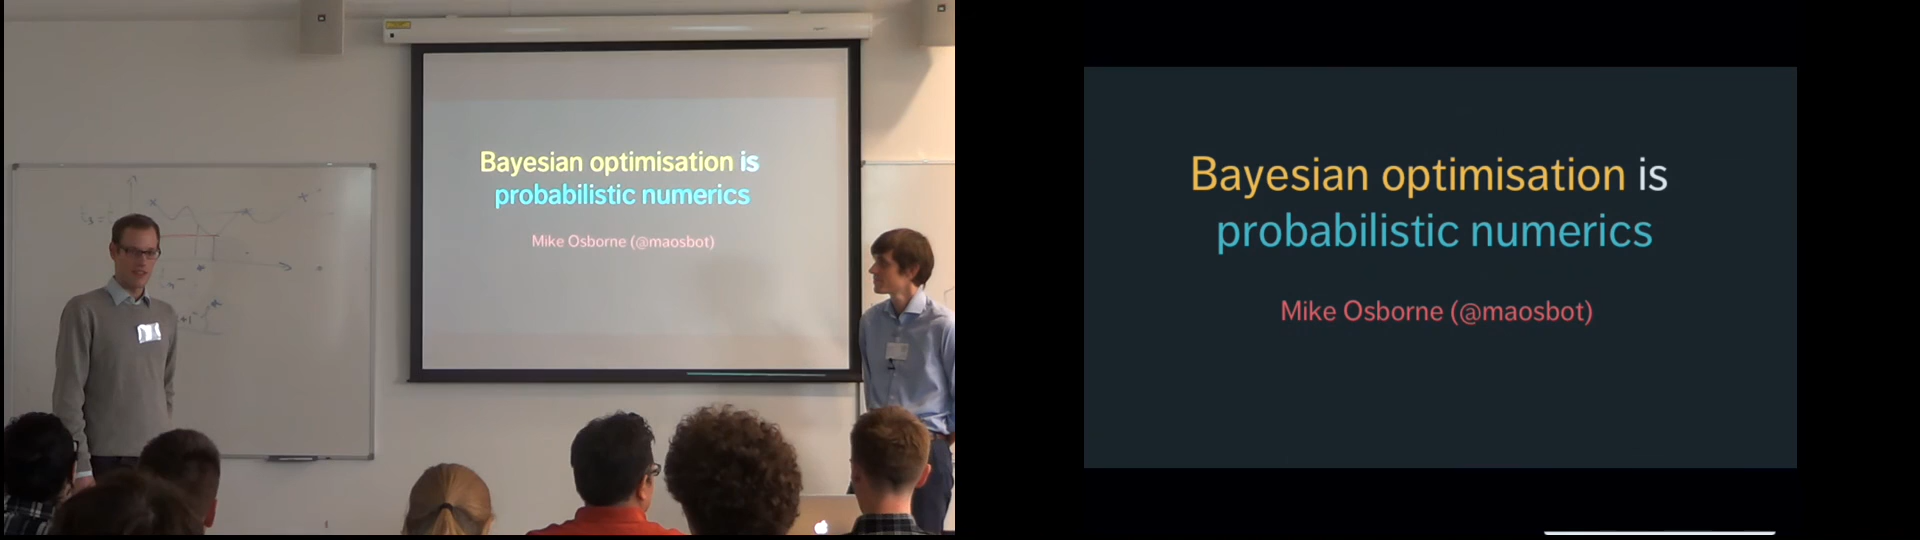 Bayesian optimisation is
probabilistic numerics
Mike Osborne (@maosbot)
Bayesian optimisation is
probabilistic numerics
Mike Osborne (@maosbot)